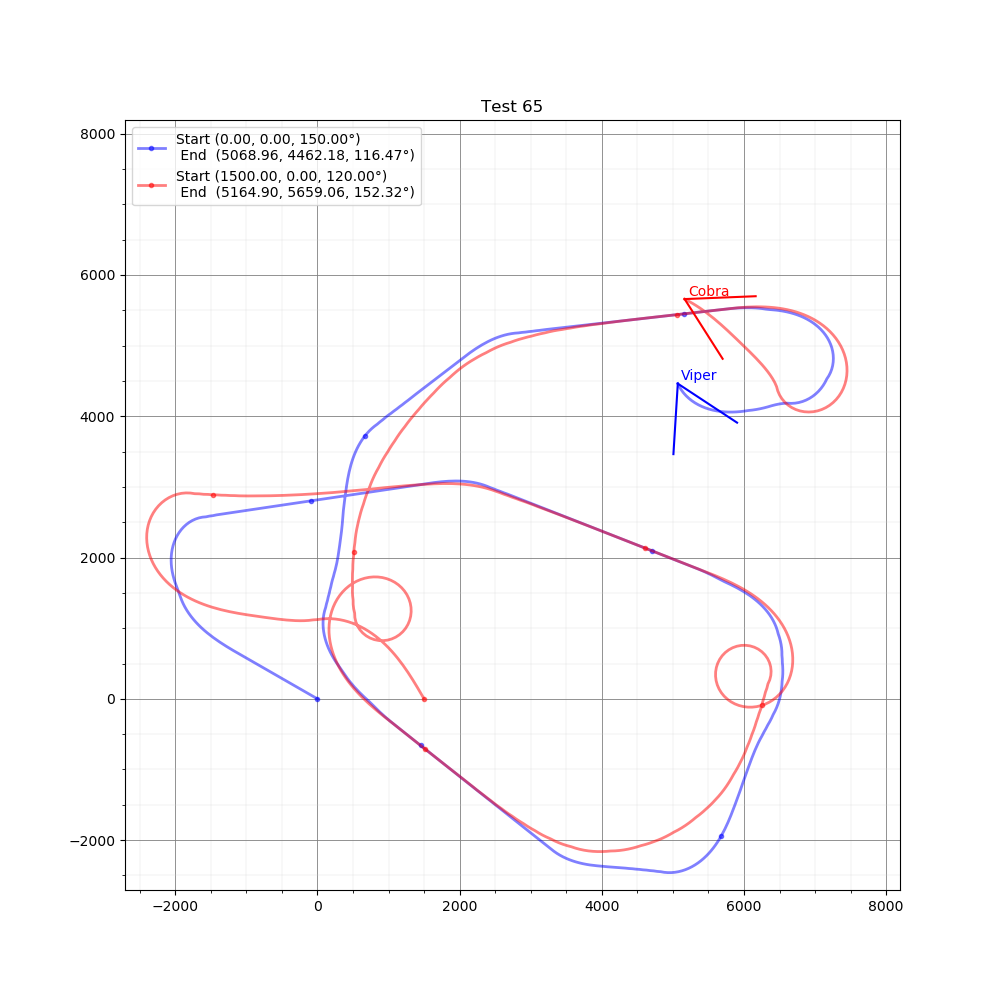 Test 65
Start (0.00, 0.00, 150.00°)
End (5068.96, 4462.18, 116.47°)
Start (1500.00, 0.00, 120.00°)
End (5164.90, 5659.06, 152.32°)
8000
6000
Cobra
Viper
4000
2000
0
−2000
−2000 0 2000 4000 6000 8000